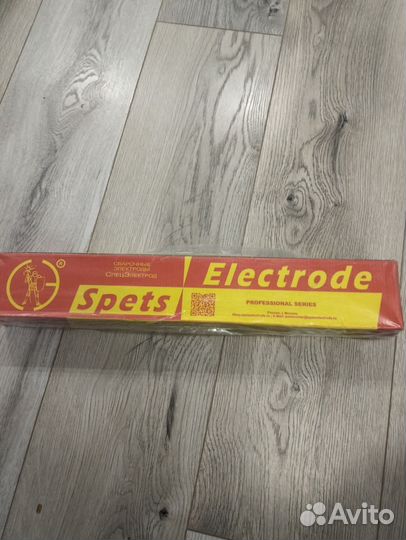 ®
СВАРОЧНЫЕ
ЭЛЕКТРОДЫ
СПЕЦЭЛЕКТРОД
Spets
Electrode
PROFESSIONAL SERIES
Avito